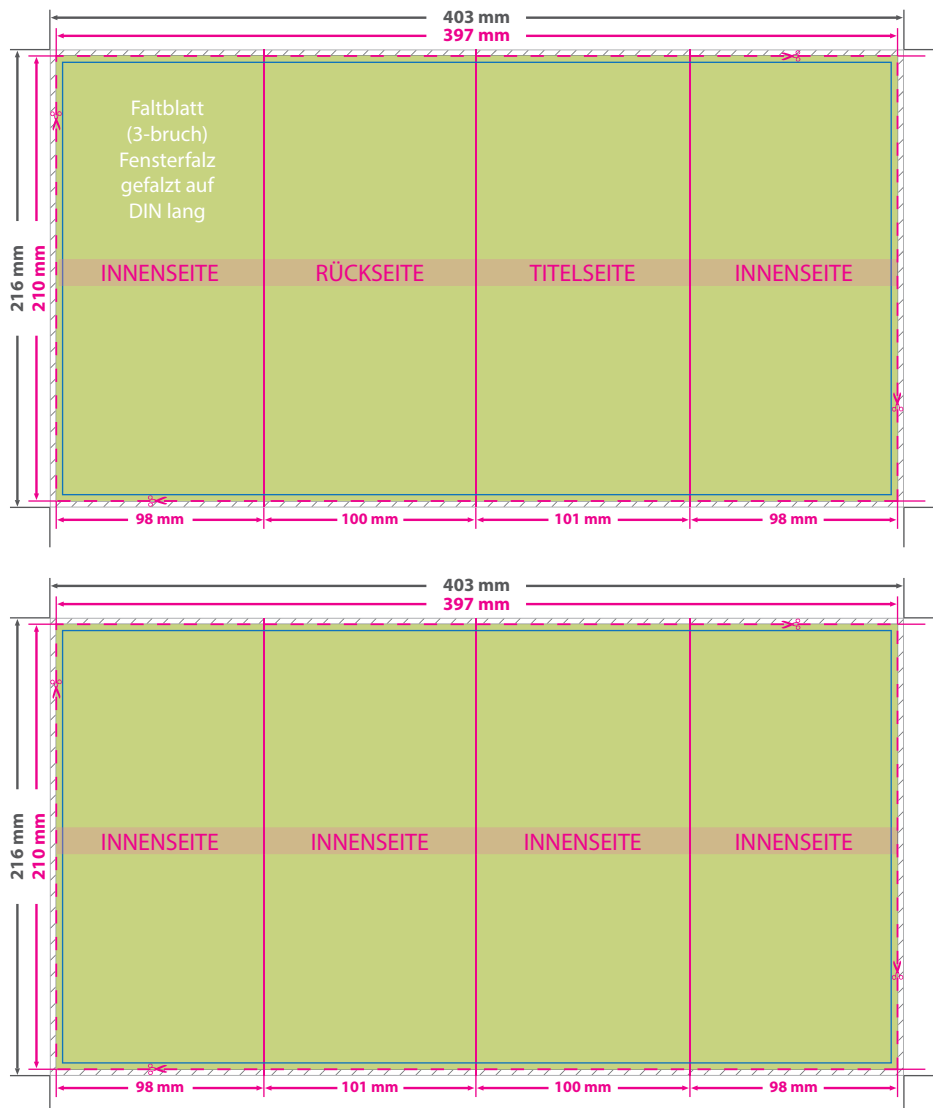 403 mm
397 mm
Faltblatt
(3-bruch)
Fensterfalz
gefalzt auf
DIN lang
216 mm
210 mm
INNENSEITE RÜCKSEITE TITELSEITE INNENSEITE
98 mm 100 mm 101 mm 98 mm
403 mm
397 mm
216 mm
210 mm
INNENSEITE INNENSEITE INNENSEITE INNENSEITE
98 mm 101 mm 100 mm 98 mm